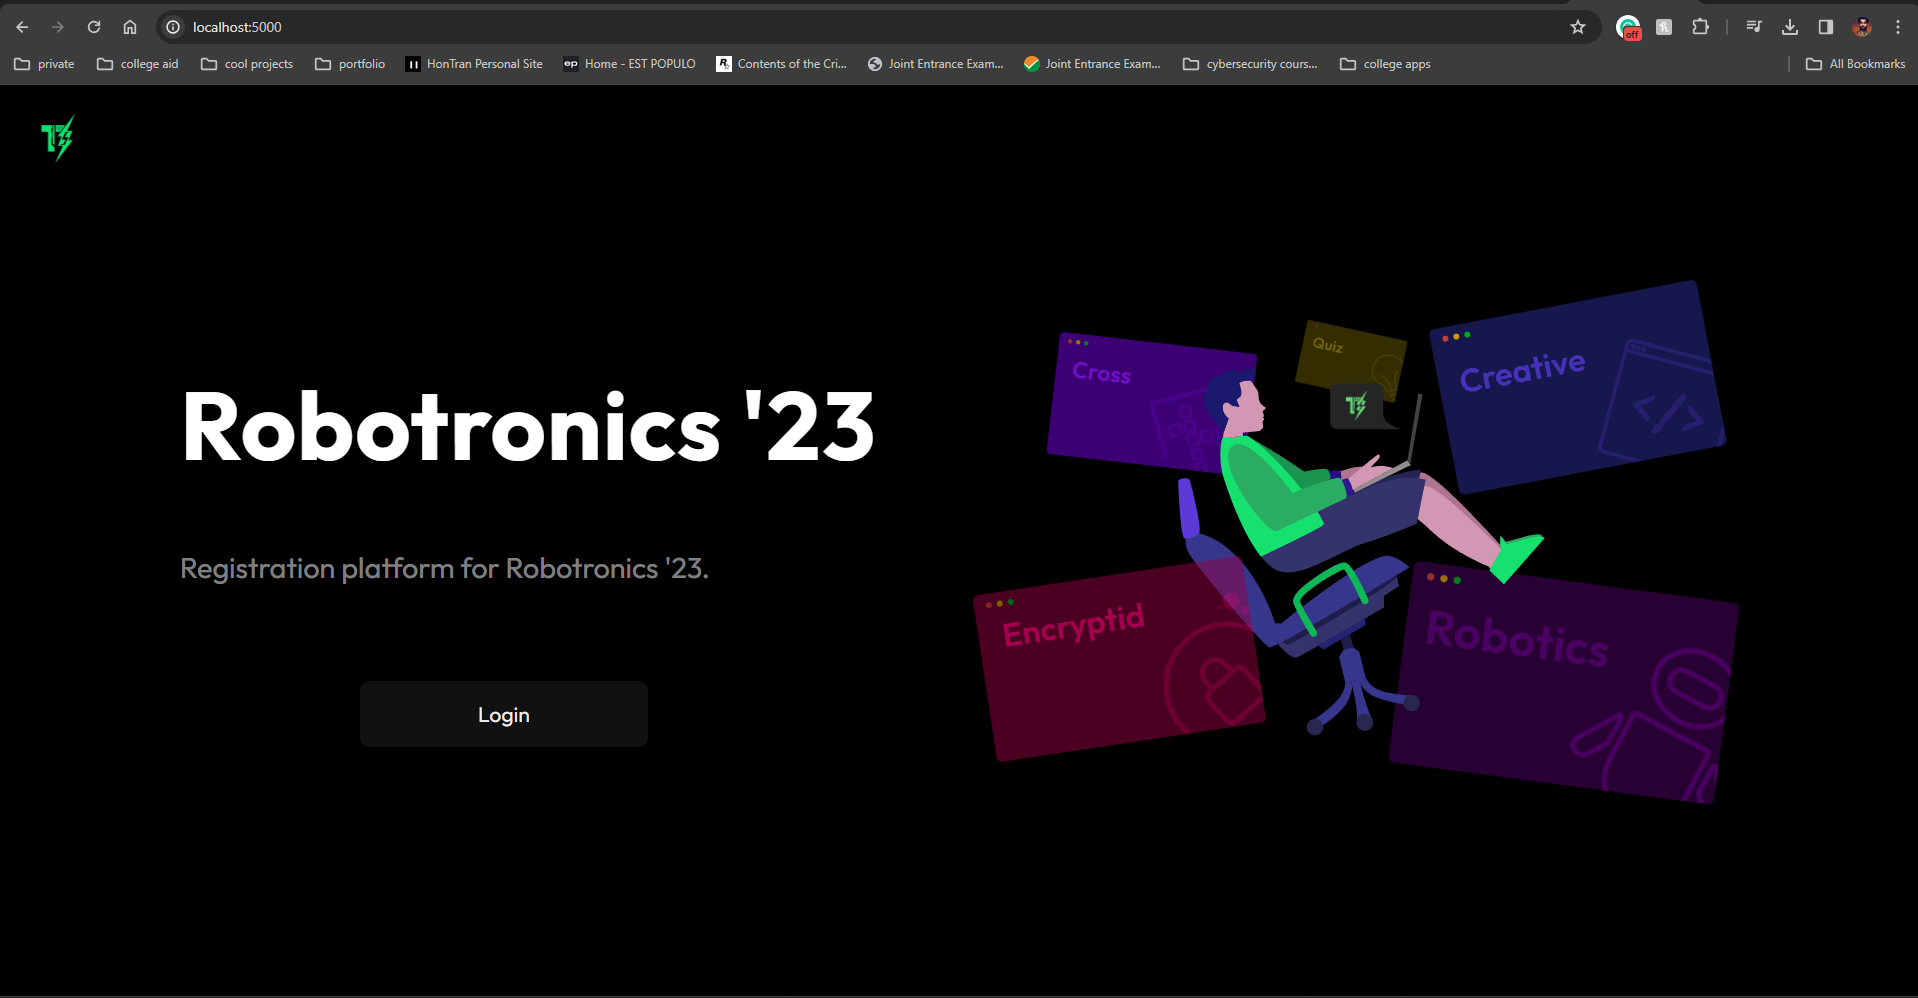 localhost:5000
off
private
college aid
cool projects
portfolio
HonTran Personal Site
ep
Home - EST POPULO
R
Contents of the Cri...
Joint Entrance Exam...
Joint Entrance Exam...
cybersecurity cours...
college apps
All Bookmarks
Robotronics '23
Registration platform for Robotronics '23.
Login
Cross
Quiz
Creative
</>
Encryptid
Robotics